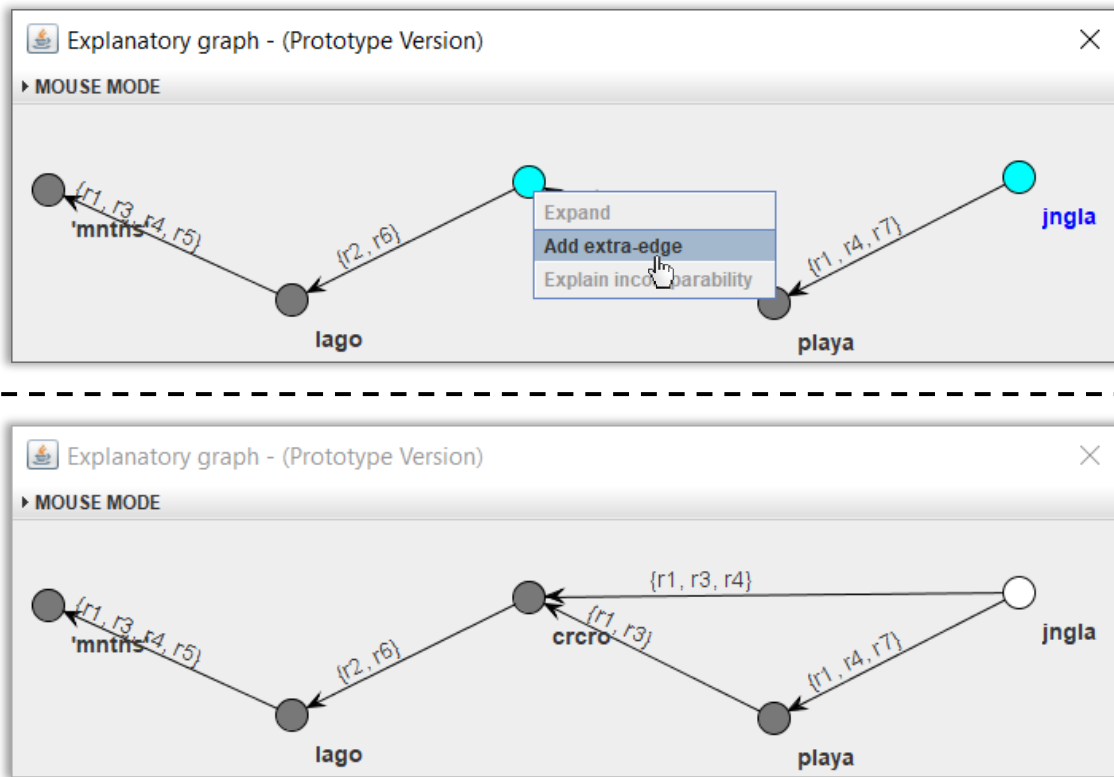 Explanatory graph - (Prototype Version)
MOUSE MODE
{r1, r3, r4, r5}
'mntns'
{r2, r6}
lago
Expand
Add extra-edge
Explain incomparability
{r1, r4, r7}
jngla
playa
Explanatory graph - (Prototype Version)
MOUSE MODE
{r1, r3, r4, r5}
'mntns'
{r2, r6}
lago
{r1, r3, r4}
{r1, r3}
crcro
{r1, r4, r7}
jngla
playa